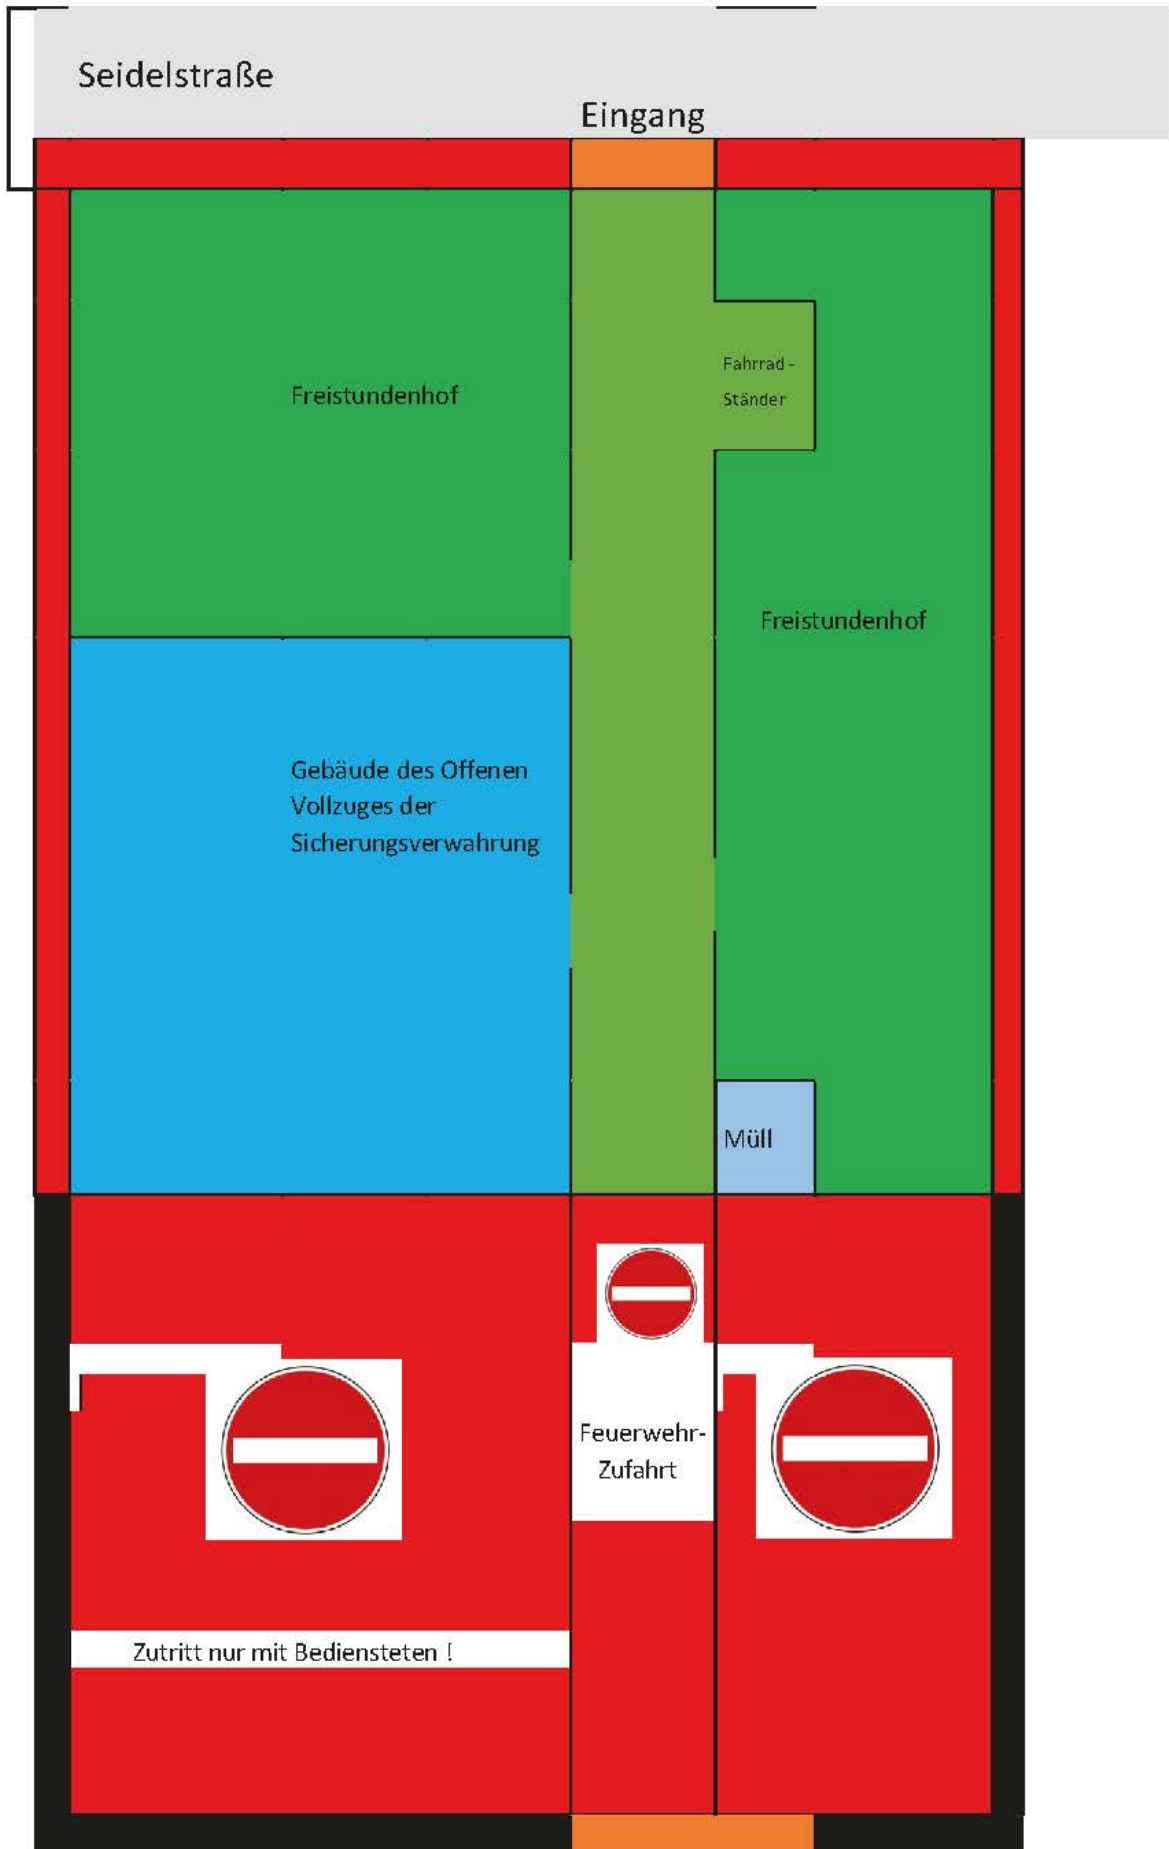 Seidelstraße
Eingang
Fahrrad-
Ständer
Freistundenhof
Freistundenhof
Gebäude des Offenen
Vollzuges der
Sicherungsverwahrung
Müll
Feuerwehr-
Zufahrt
Zutritt nur mit Bediensteten !